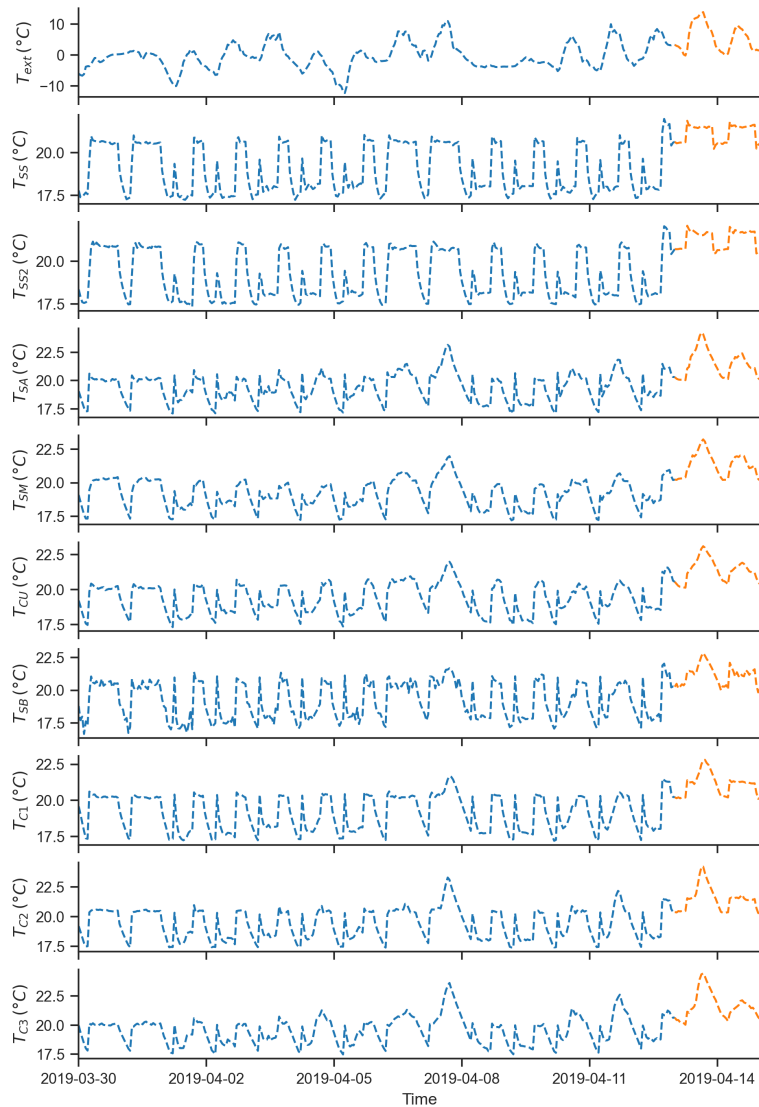 10
0
−10
T_ext (°C)
20.0
17.5
T_SS (°C)
20.0
17.5
T_SS2 (°C)
22.5
20.0
17.5
T_SA (°C)
22.5
20.0
17.5
T_SM (°C)
22.5
20.0
17.5
T_CU (°C)
22.5
20.0
17.5
T_SB (°C)
22.5
20.0
17.5
T_C1 (°C)
22.5
20.0
17.5
T_C2 (°C)
22.5
20.0
17.5
T_C3 (°C)
2019-03-30 2019-04-02 2019-04-05 2019-04-08 2019-04-11 2019-04-14
Time